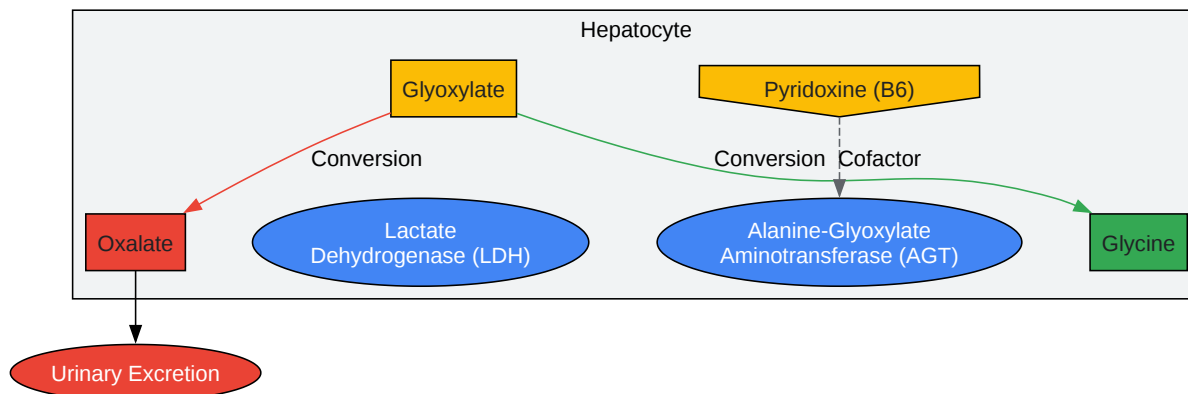 Hepatocyte
Glyoxylate
Pyridoxine (B6)
Conversion
Conversion
Cofactor
Oxalate
Lactate
Dehydrogenase (LDH)
Alanine-Glyoxylate
Aminotransferase (AGT)
Glycine
Urinary Excretion